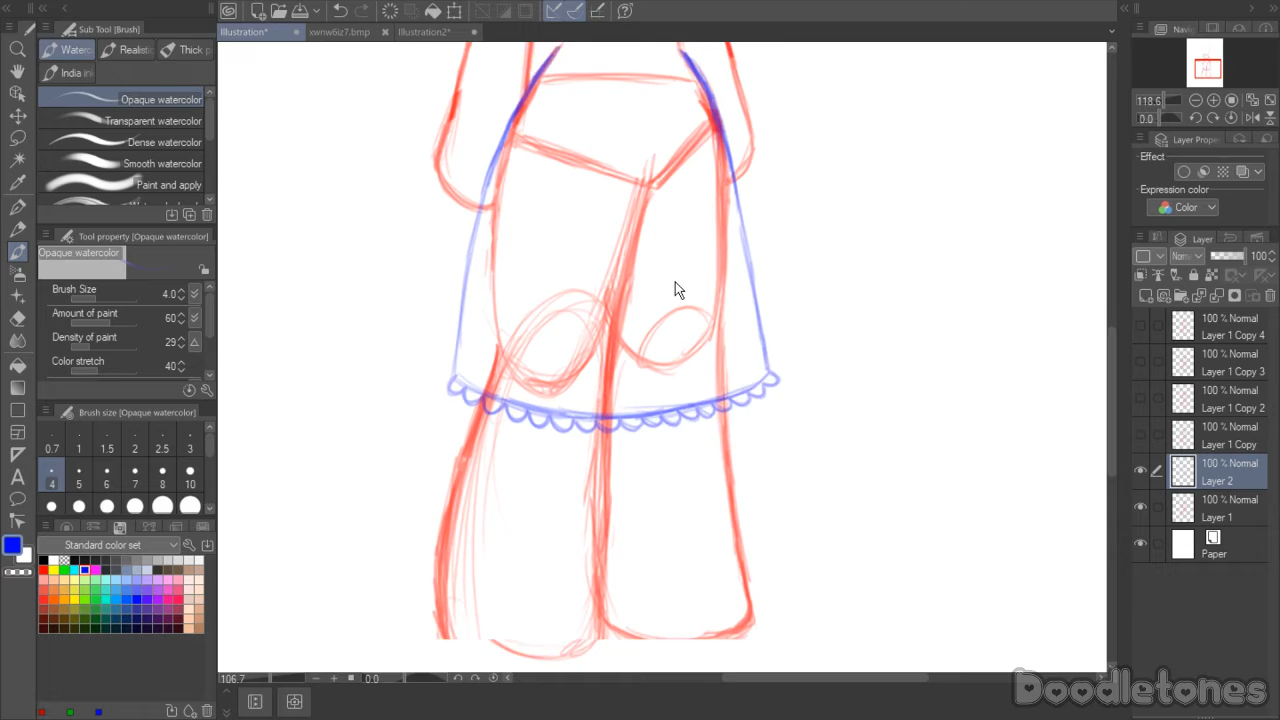 Sub Tool [Brush]
Illustration*
xwnw6iz7.bmp
Illustration2*
Realistic
Thick p
India in
Opaque watercolor
Transparent watercolor
Dense watercolor
Smooth watercolor
Paint and apply
Tool property [Opaque watercolor]
Opaque watercolor
Brush Size 4.0
Amount of paint 60
Density of paint 29
Color stretch 40
Brush size [Opaque watercolor]
0.7 1 1.5 2 2.5 3
4 5 6 7 8 10
Standard color set
106.7
0.0
118.6
0.0
Layer Prope
Effect
Expression color
Color
Layer
100
100 % Normal
Layer 1 Copy 4
100 % Normal
Layer 1 Copy 3
100 % Normal
Layer 1 Copy 2
100 % Normal
Layer 1 Copy
100 % Normal
Layer 2
100 % Normal
Layer 1
Paper
Doodletones